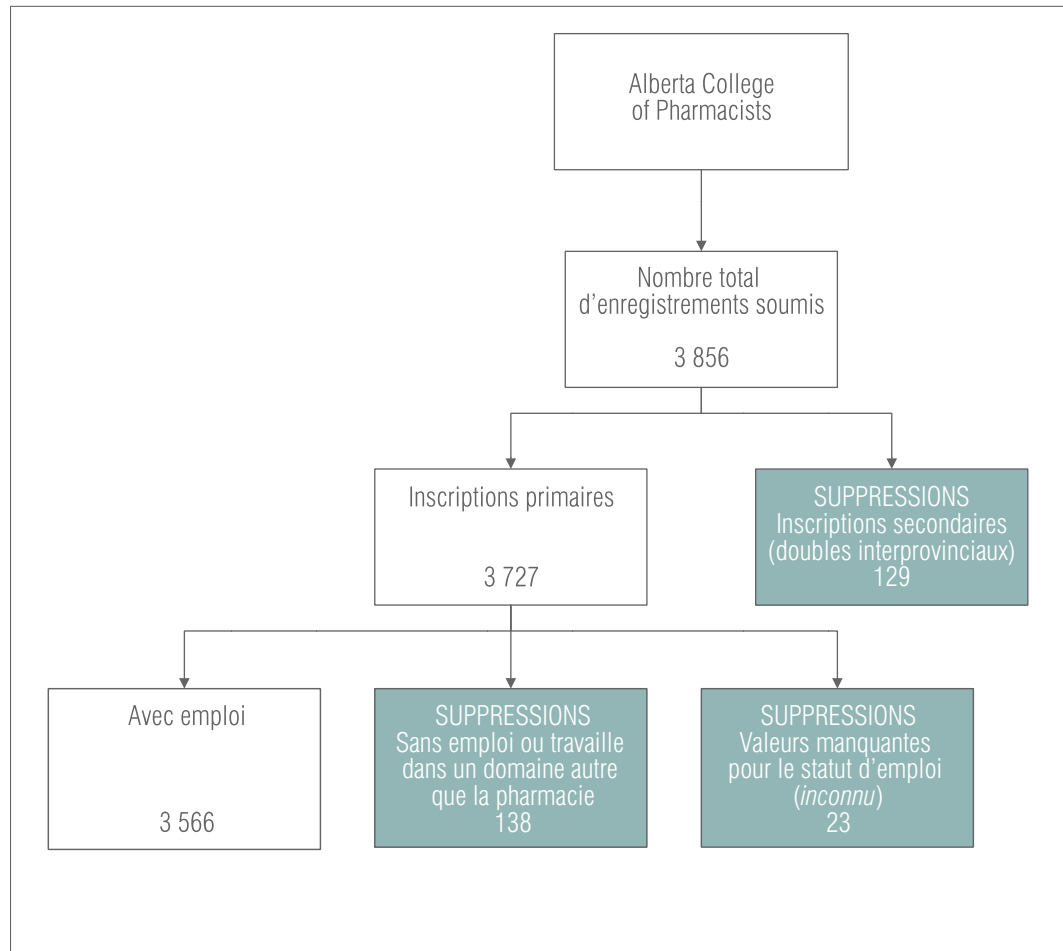 Alberta College
of Pharmacists
Nombre total
d’enregistrements soumis
3 856
Inscriptions primaires
3 727
SUPPRESSIONS
Inscriptions secondaires
(doubles interprovinciaux)
129
Avec emploi
3 566
SUPPRESSIONS
Sans emploi ou travaille
dans un domaine autre
que la pharmacie
138
SUPPRESSIONS
Valeurs manquantes
pour le statut d’emploi
(inconnu)
23